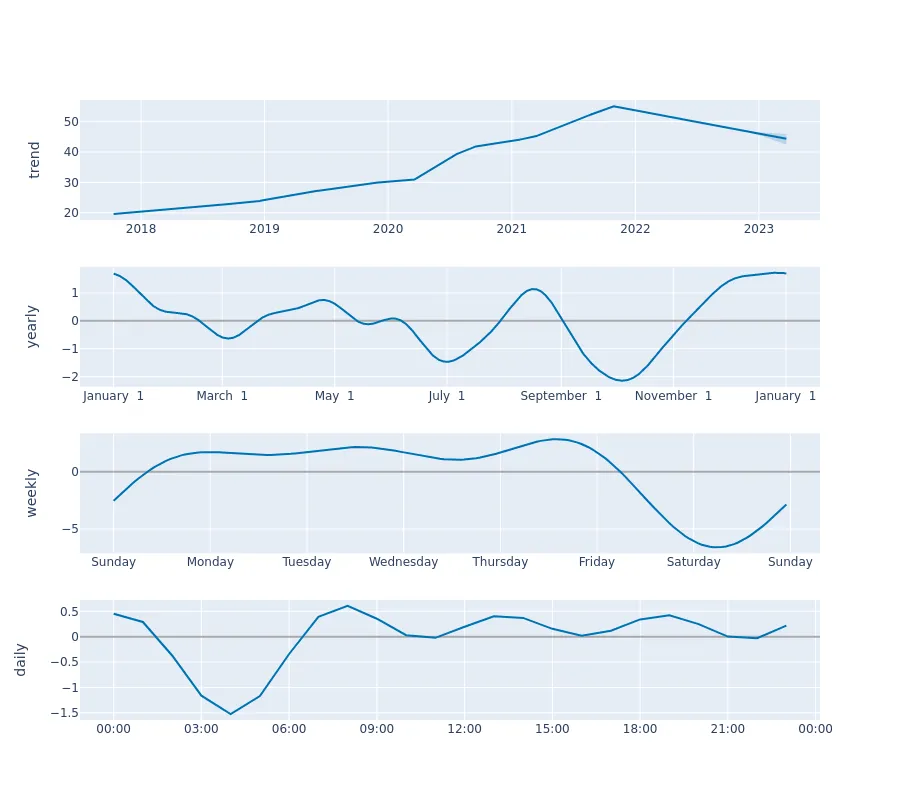 trend
50
40
30
20
2018 2019 2020 2021 2022 2023
yearly
1
0
−1
−2
January 1 March 1 May 1 July 1 September 1 November 1 January 1
weekly
0
−5
Sunday Monday Tuesday Wednesday Thursday Friday Saturday Sunday
daily
0.5
0
−0.5
−1
−1.5
00:00 03:00 06:00 09:00 12:00 15:00 18:00 21:00 00:00